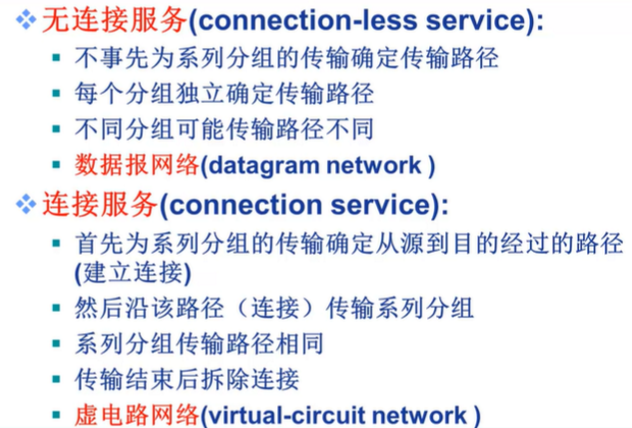 无连接服务(connection-less service):
不事先为系列分组的传输确定传输路径
每个分组独立确定传输路径
不同分组可能传输路径不同
数据报网络(datagram network )
连接服务(connection service):
首先为系列分组的传输确定从源到目的经过的路径
(建立连接)
然后沿该路径（连接）传输系列分组
系列分组传输路径相同
传输结束后拆除连接
虚电路网络(virtual-circuit network )